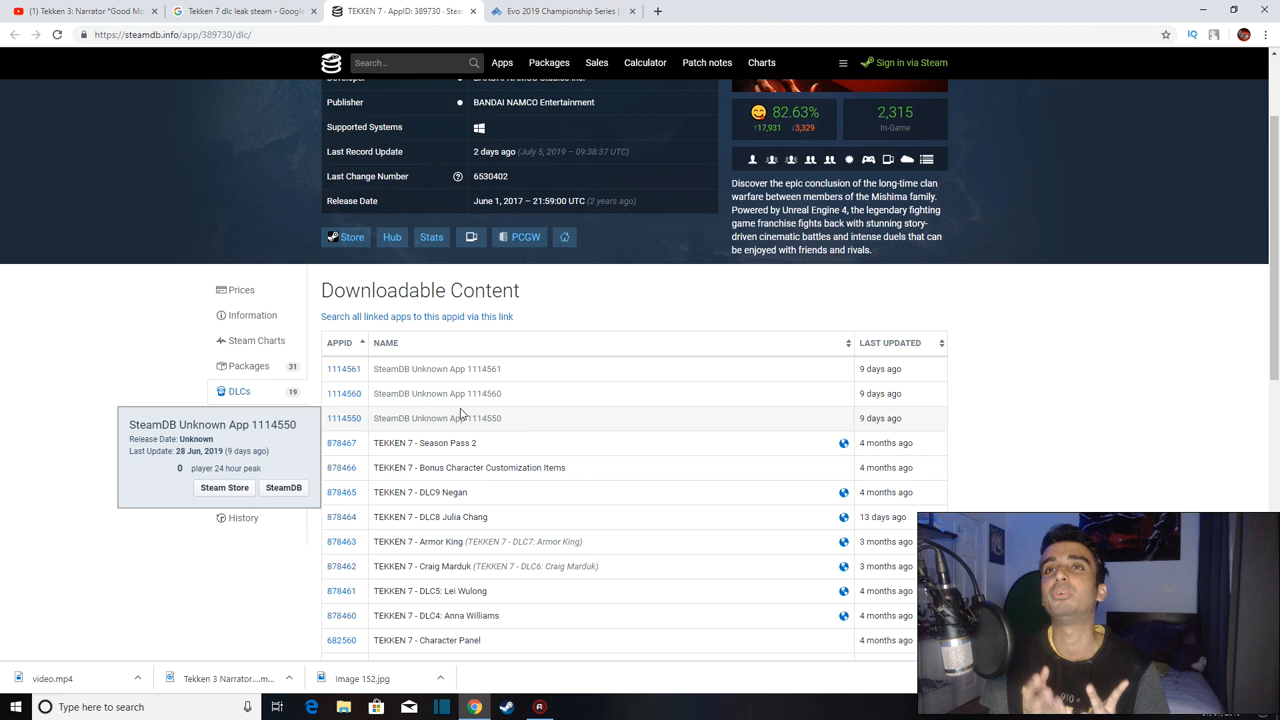 (1) Tekken 3: Narrator *Good Mo
Tekken 7 dlc leak steam - Google
TEKKEN 7 · AppID: 389730 · Stea
Evo 2019 Championship Series |
https://steamdb.info/app/389730/dlc/
Search...
Apps
Packages
Sales
Calculator
Patch notes
Charts
Sign in via Steam
Publisher
BANDAI NAMCO Entertainment
Supported Systems
Last Record Update
2 days ago (July 5, 2019 – 09:38:37 UTC)
Last Change Number
6530402
Release Date
June 1, 2017 – 21:59:00 UTC (2 years ago)
Store
Hub
Stats
PCGW
82.63%
↑17,931 ↓3,329
2,315
In-Game
Discover the epic conclusion of the long-time clan
warfare between members of the Mishima family.
Powered by Unreal Engine 4, the legendary fighting
game franchise fights back with stunning story-
driven cinematic battles and intense duels that can
be enjoyed with friends and rivals.
Prices
Information
Steam Charts
Packages 31
DLCs 19
History
SteamDB Unknown App 1114550
Release Date: Unknown
Last Update: 28 Jun, 2019 (9 days ago)
0 player 24 hour peak
Steam Store
SteamDB
Downloadable Content
Search all linked apps to this appid via this link
APPID NAME LAST UPDATED
1114561 SteamDB Unknown App 1114561 9 days ago
1114560 SteamDB Unknown App 1114560 9 days ago
1114550 SteamDB Unknown App 1114550 9 days ago
878467 TEKKEN 7 - Season Pass 2 4 months ago
878466 TEKKEN 7 - Bonus Character Customization Items 4 months ago
878465 TEKKEN 7 - DLC9 Negan 4 months ago
878464 TEKKEN 7 - DLC8 Julia Chang 13 days ago
878463 TEKKEN 7 - Armor King (TEKKEN 7 - DLC7: Armor King) 3 months ago
878462 TEKKEN 7 - Craig Marduk (TEKKEN 7 - DLC6: Craig Marduk) 3 months ago
878461 TEKKEN 7 - DLC5: Lei Wulong 4 months ago
878460 TEKKEN 7 - DLC4: Anna Williams 4 months ago
682560 TEKKEN 7 - Character Panel 4 months ago
video.mp4
Tekken 3 Narrator....m...
Image 152.jpg
Type here to search